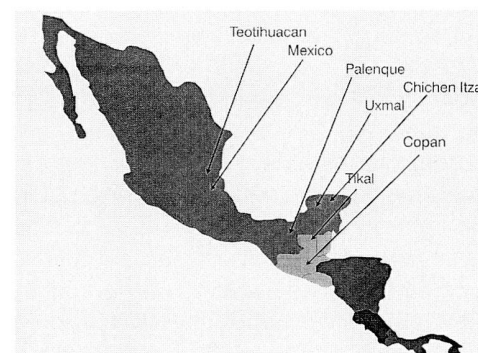 Teotihuacan
Mexico
Palenque
Chichen Itza
Uxmal
Copan
Tikal